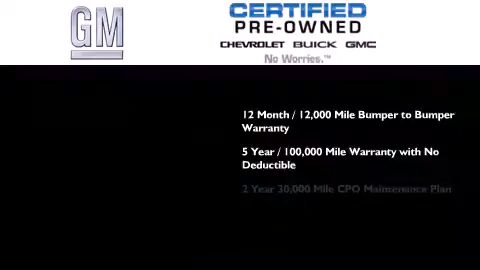 GM
CERTIFIED
PRE-OWNED
CHEVROLET BUICK GMC
No Worries.™
12 Month / 12,000 Mile Bumper to Bumper
Warranty
5 Year / 100,000 Mile Warranty with No
Deductible
2 Year 30,000 Mile CPO Maintenance Plan